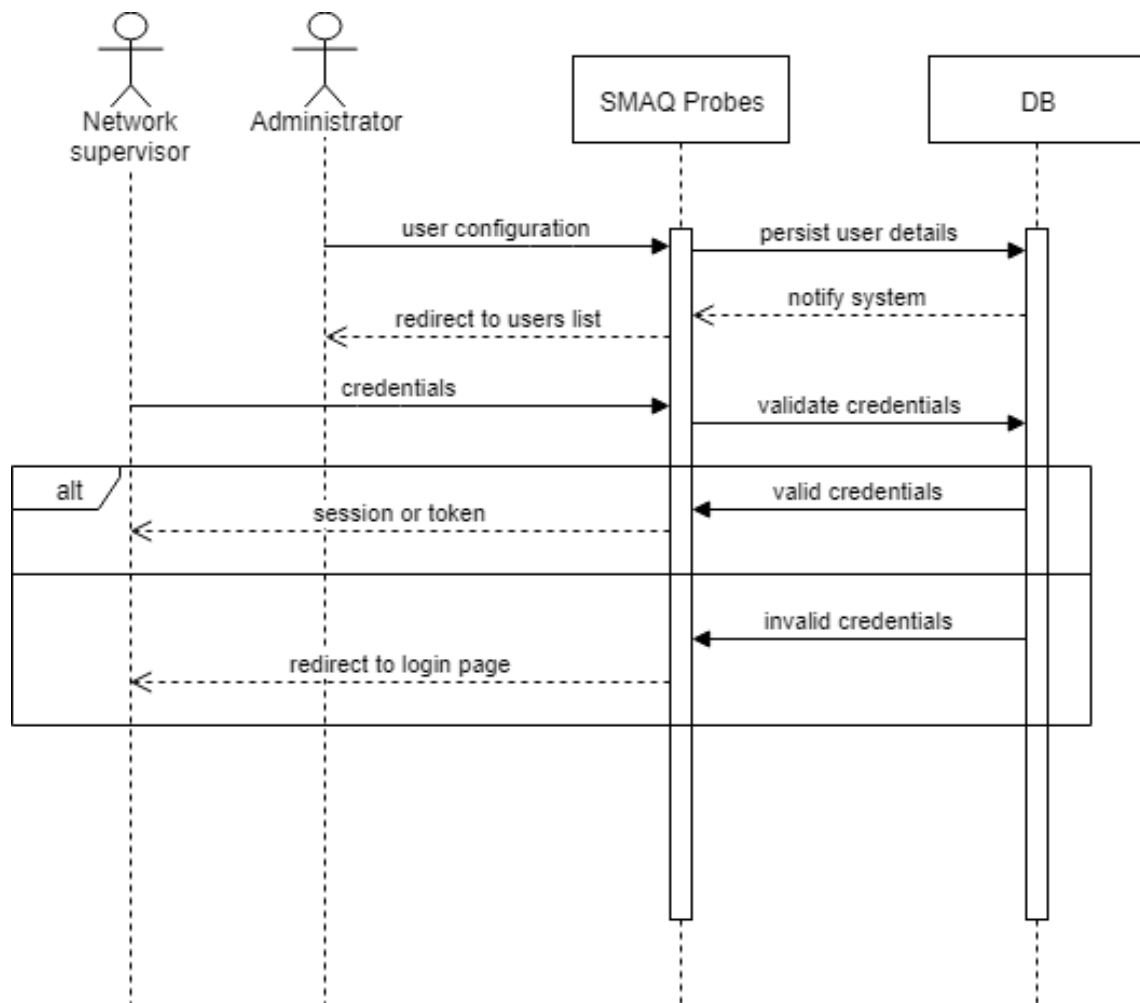 Network
supervisor
Administrator
SMAQ Probes
DB
user configuration
persist user details
notify system
redirect to users list
credentials
validate credentials
alt
valid credentials
session or token
invalid credentials
redirect to login page